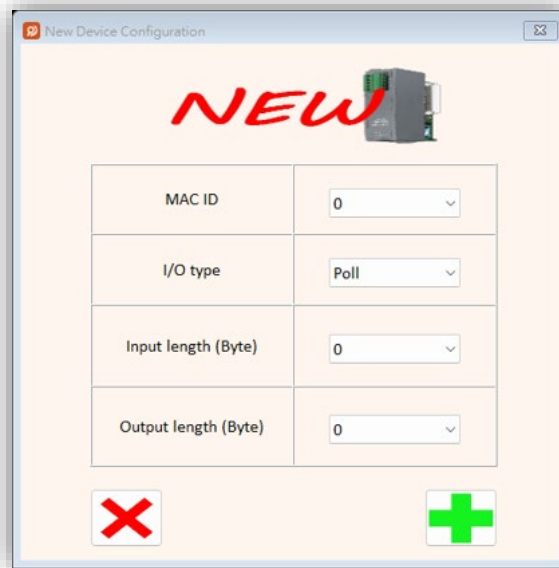 New Device Configuration
NEW
MAC ID 0
I/O type Poll
Input length (Byte) 0
Output length (Byte) 0